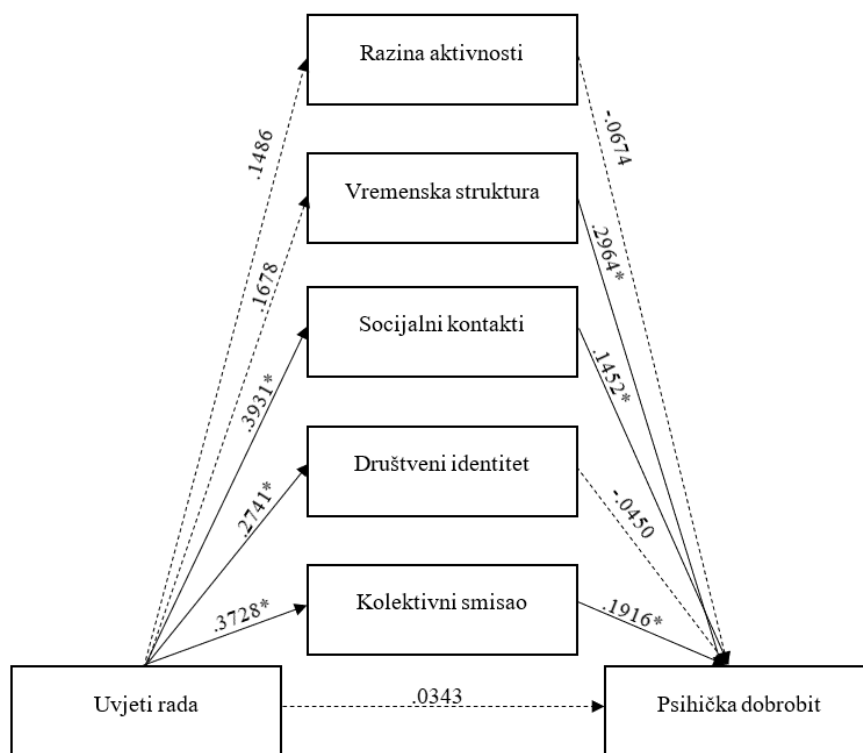 Razina aktivnosti
.1486
-.0674
Vremenska struktura
.1678
.2964*
Socijalni kontakti
.3931*
.1452*
Društveni identitet
.2741*
-.0450
Kolektivni smisao
.3728*
.1916*
Uvjeti rada
.0343
Psihička dobrobit